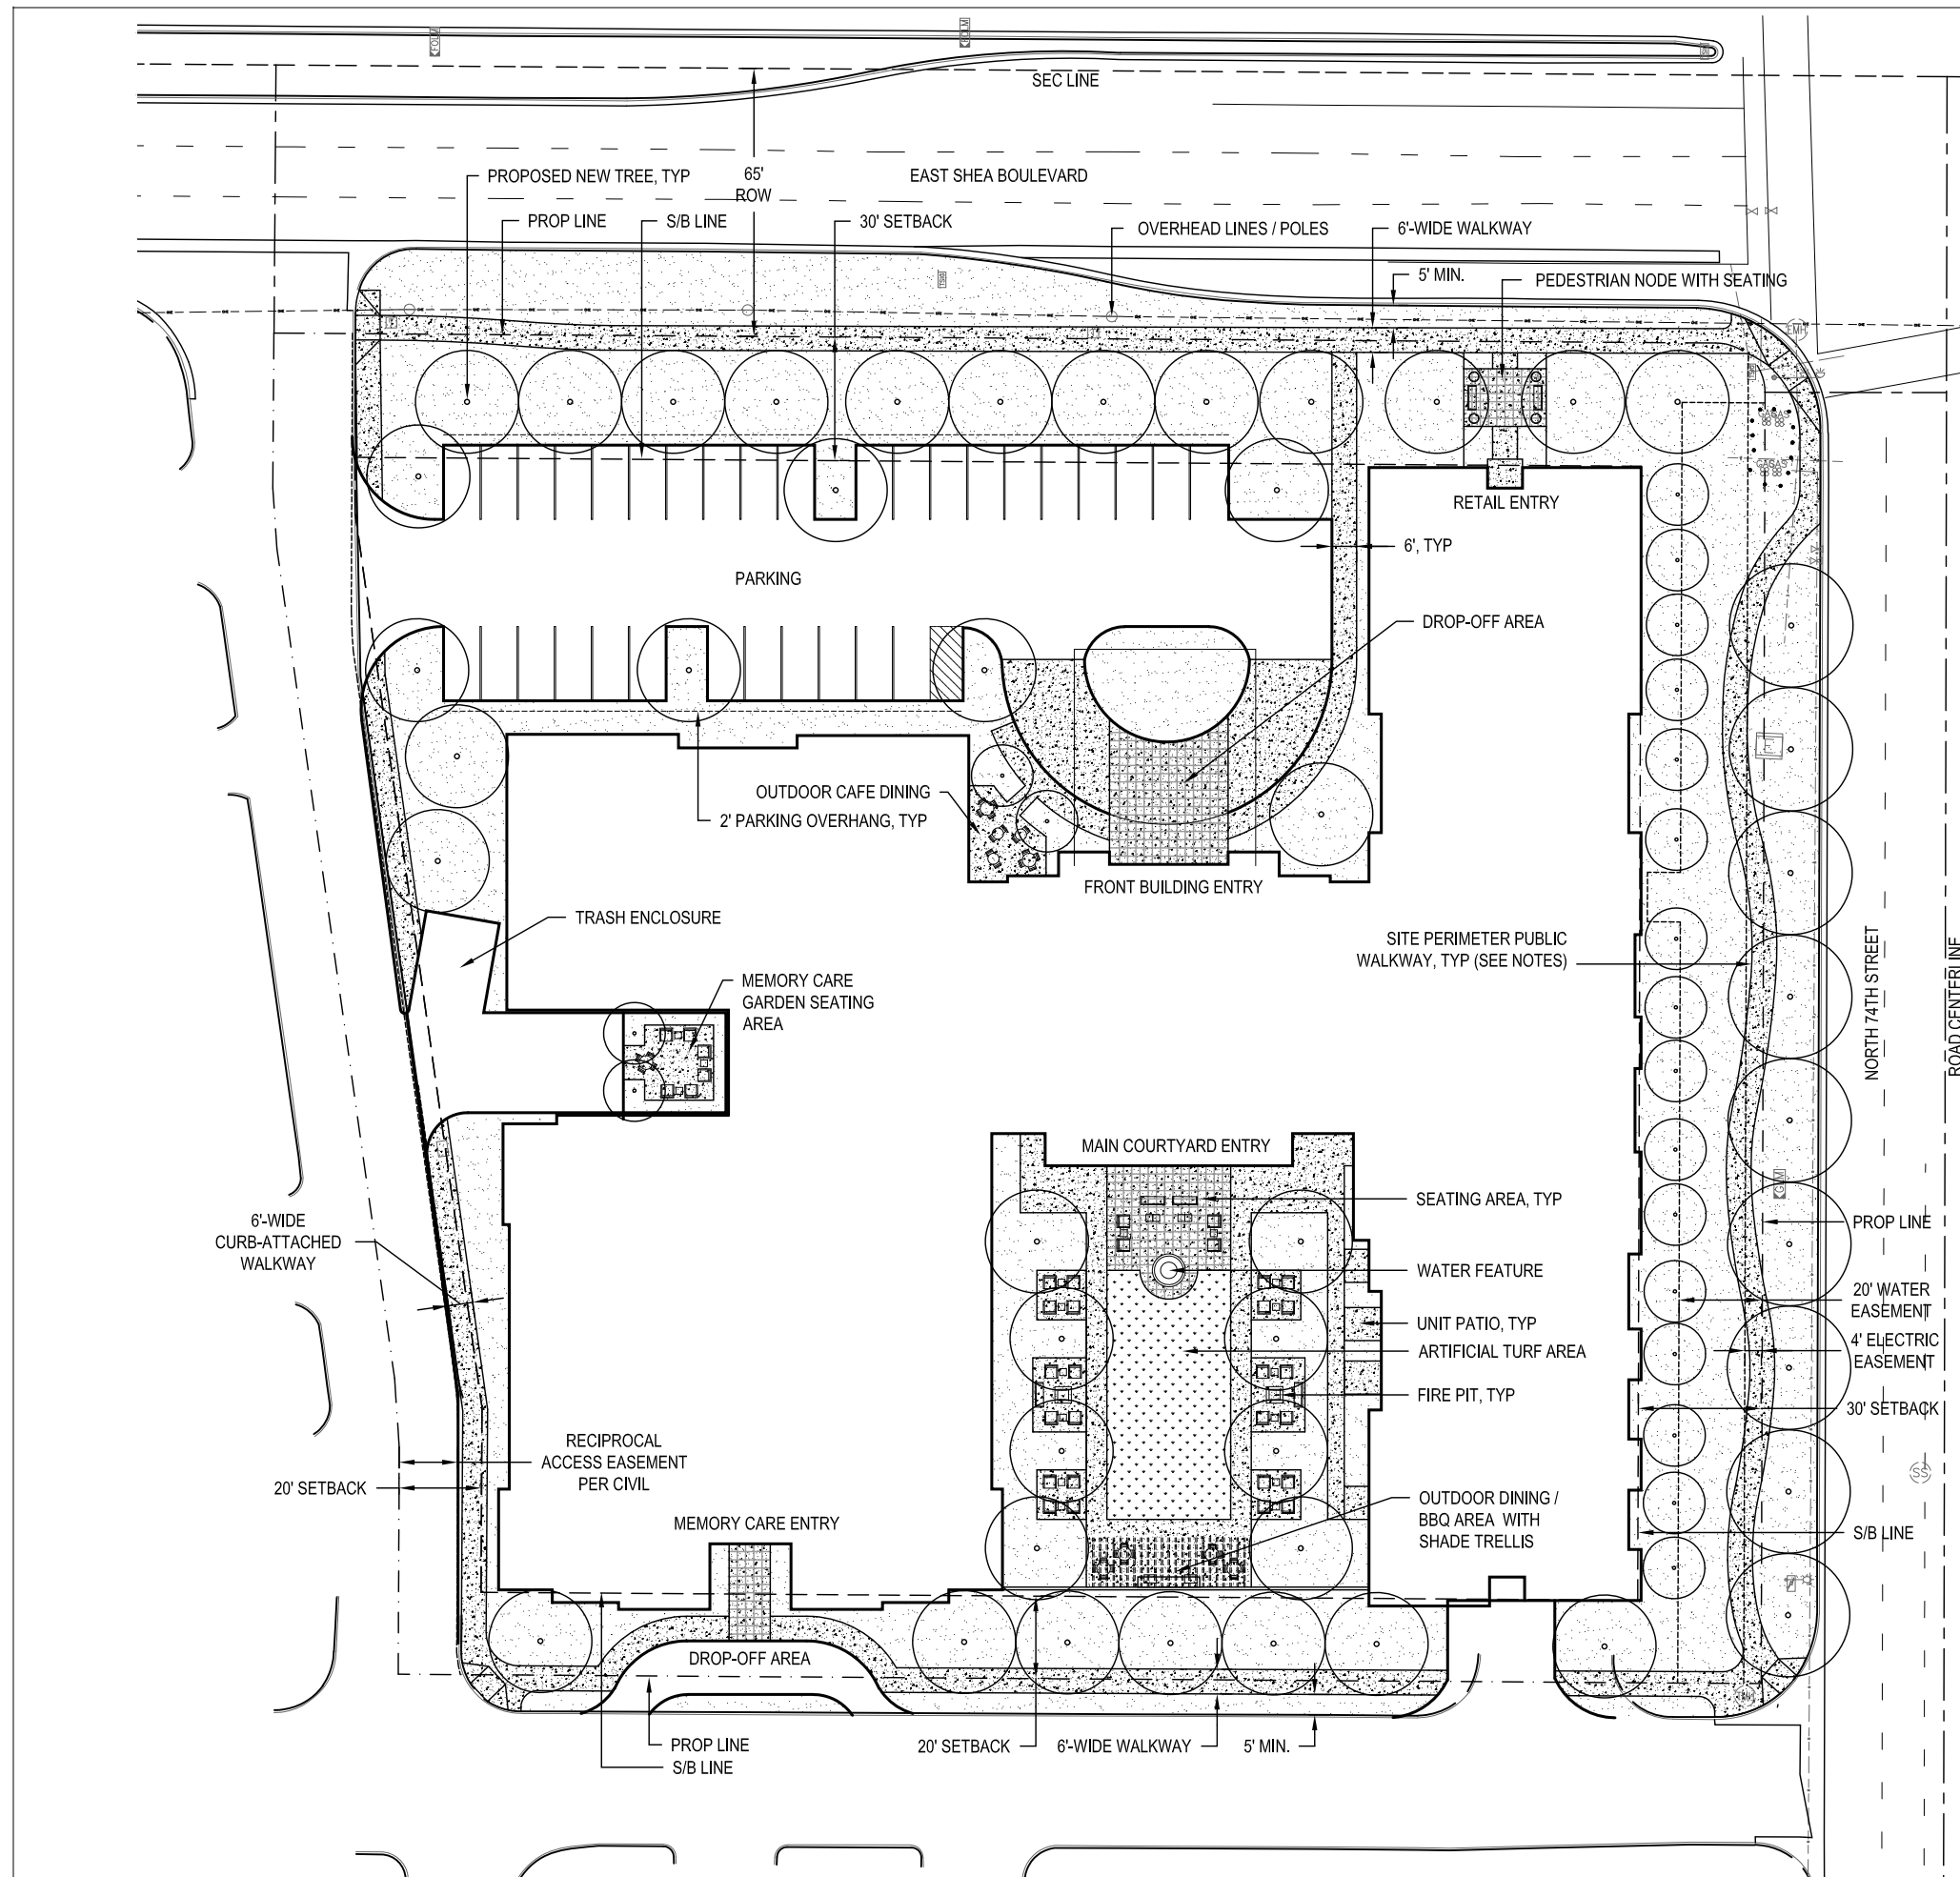 SEC LINE
EAST SHEA BOULEVARD
PROPOSED NEW TREE, TYP
65'
ROW
PROP LINE
S/B LINE
30' SETBACK
OVERHEAD LINES / POLES
6'-WIDE WALKWAY
5' MIN.
PEDESTRIAN NODE WITH SEATING
RETAIL ENTRY
6', TYP
PARKING
DROP-OFF AREA
OUTDOOR CAFE DINING
2' PARKING OVERHANG, TYP
FRONT BUILDING ENTRY
TRASH ENCLOSURE
SITE PERIMETER PUBLIC
WALKWAY, TYP (SEE NOTES)
NORTH 74TH STREET
ROAD CENTERLINE
MEMORY CARE
GARDEN SEATING
AREA
MAIN COURTYARD ENTRY
SEATING AREA, TYP
6'-WIDE
CURB-ATTACHED
WALKWAY
PROP LINE
WATER FEATURE
20' WATER
EASEMENT
UNIT PATIO, TYP
4' ELECTRIC
EASEMENT
ARTIFICIAL TURF AREA
FIRE PIT, TYP
30' SETBACK
RECIPROCAL
ACCESS EASEMENT
PER CIVIL
20' SETBACK
SS
OUTDOOR DINING /
BBQ AREA WITH
SHADE TRELLIS
MEMORY CARE ENTRY
S/B LINE
DROP-OFF AREA
PROP LINE
S/B LINE
20' SETBACK
6'-WIDE WALKWAY
5' MIN.